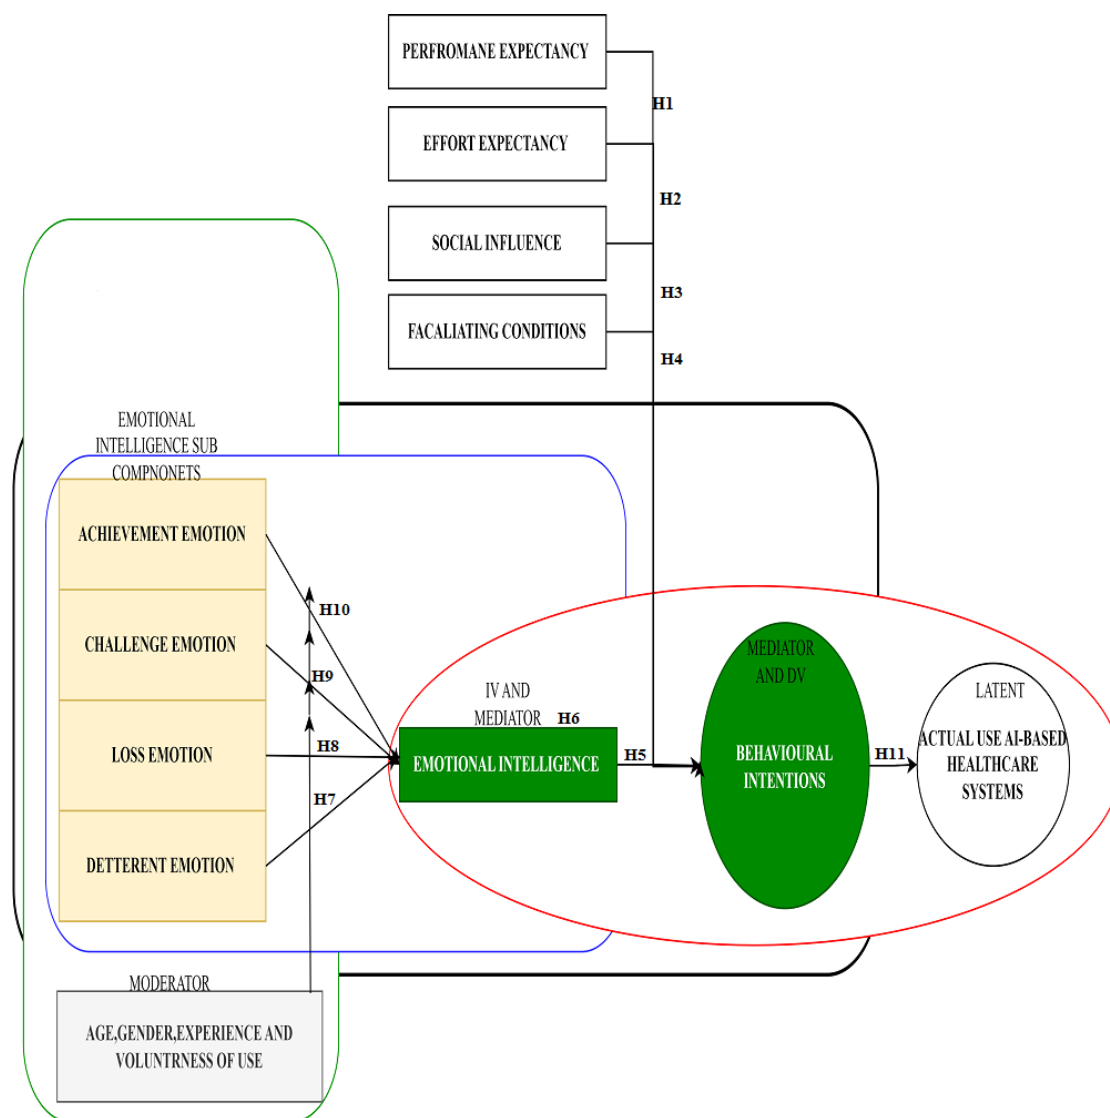 PERFROMANE EXPECTANCY
H1
EFFORT EXPECTANCY
H2
SOCIAL INFLUENCE
H3
FACALIATING CONDITIONS
H4
EMOTIONAL
INTELLIGENCE SUB
COMPNONETS
ACHIEVEMENT EMOTION
H10
CHALLENGE EMOTION
H9
LOSS EMOTION
H8
H7
DETTERENT EMOTION
IV AND
MEDIATOR
H6
EMOTIONAL INTELLIGENCE
H5
MEDIATOR
AND DV
BEHAVIOURAL
INTENTIONS
H11
LATENT
ACTUAL USE AI-BASED
HEALTHCARE
SYSTEMS
MODERATOR
AGE,GENDER,EXPERIENCE AND
VOLUNTRNESS OF USE